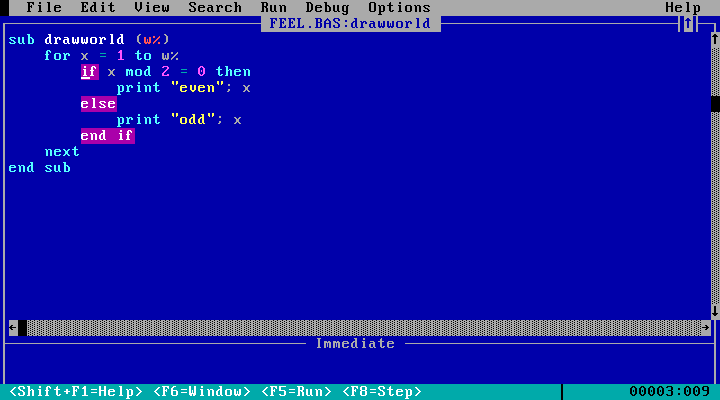 File Edit View Search Run Debug Options Help
FEEL.BAS:drawworld
sub drawworld (w%)
for x = 1 to w%
if x mod 2 = 0 then
print "even"; x
else
print "odd"; x
end if
next
end sub
Immediate
<Shift+F1=Help> <F6=Window> <F5=Run> <F8=Step> 00003:009